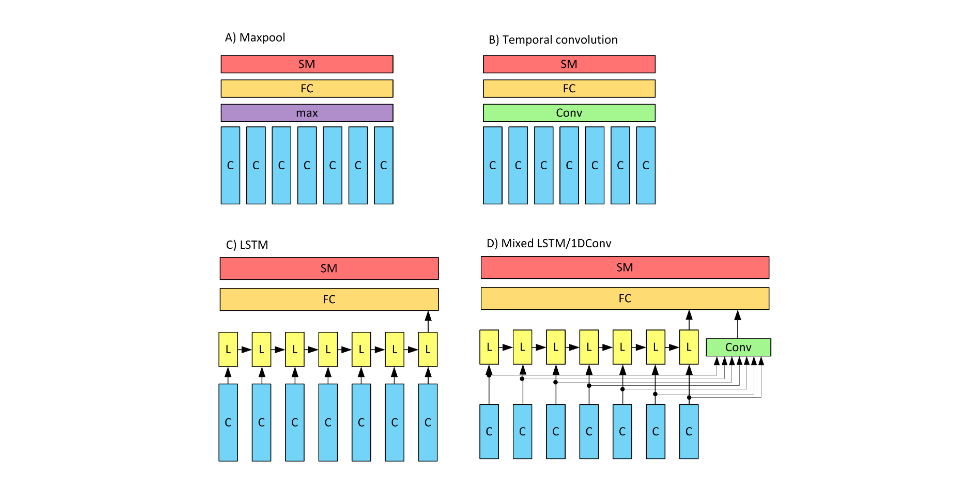 A) Maxpool
SM
FC
max
C C C C C C C
B) Temporal convolution
SM
FC
Conv
C C C C C C C
C) LSTM
SM
FC
L L L L L L L
C C C C C C C
D) Mixed LSTM/1DConv
SM
FC
L L L L L L L Conv
C C C C C C C